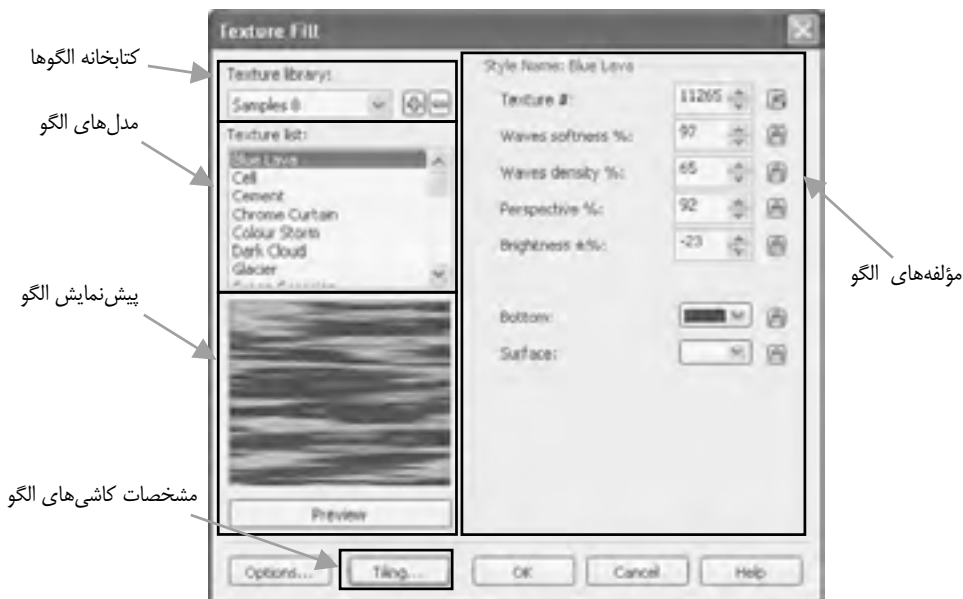 Texture Fill
کتابخانه الگوها
Texture library:
Samples 8
مدل‌های الگو
Texture list:
Blue Lava
Cell
Cement
Chrome Curtain
Colour Storm
Dark Cloud
Glacier
پیش‌نمایش الگو
Preview
مشخصات کاشی‌های الگو
Style Name: Blue Lava
Texture #: 11265
Waves softness %: 97
Waves density %: 65
Perspective %: 92
Brightness ±%: -23
Bottom:
Surface:
مؤلفه‌های الگو
Options... Tiling... OK Cancel Help